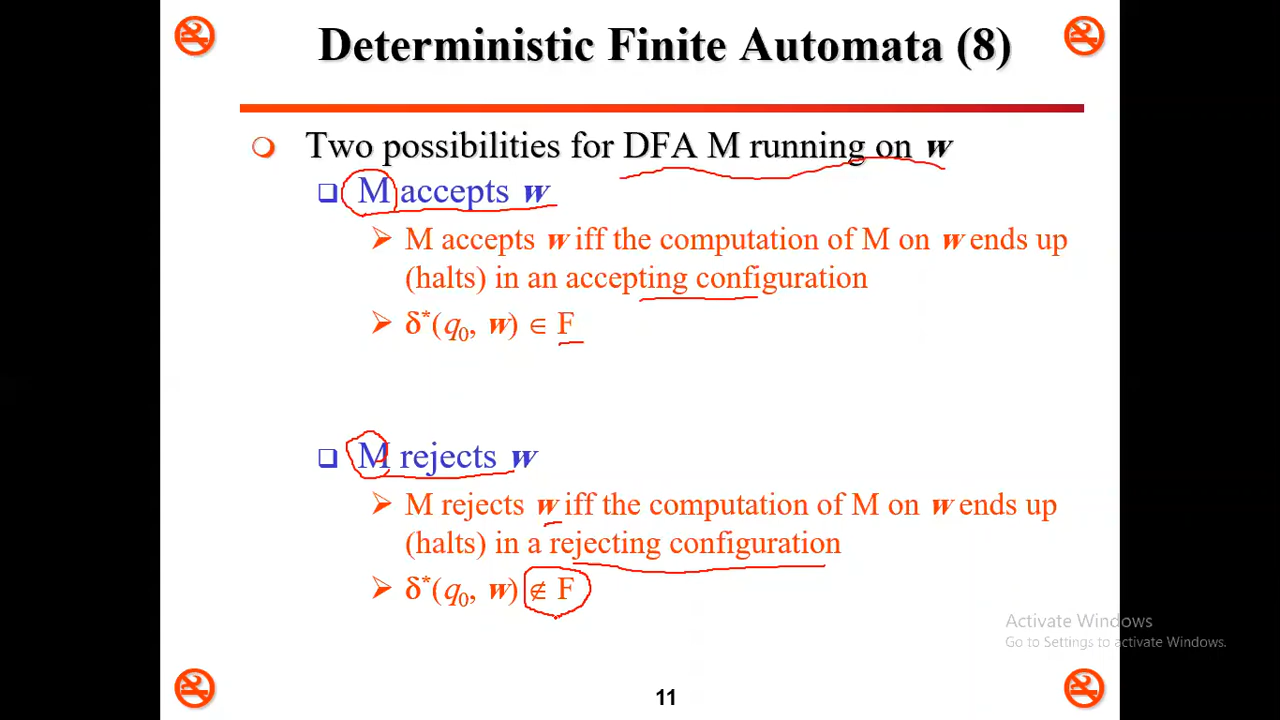 Deterministic Finite Automata (8)
Two possibilities for DFA M running on w
M accepts w
M accepts w iff the computation of M on w ends up
(halts) in an accepting configuration
δ*(q₀, w) ∈ F
M rejects w
M rejects w iff the computation of M on w ends up
(halts) in a rejecting configuration
δ*(q₀, w) ∉ F
Activate Windows
Go to Settings to activate Windows.
11